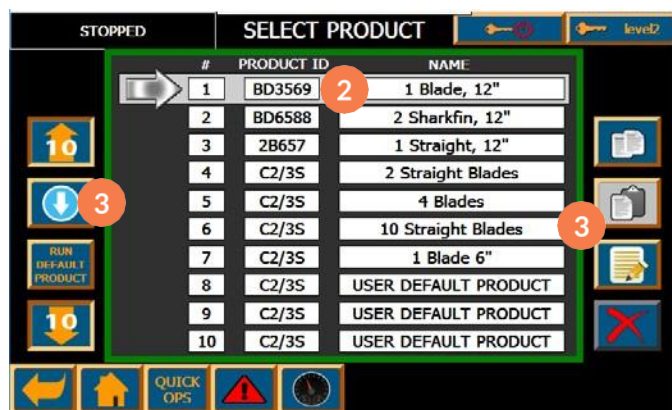 STOPPED SELECT PRODUCT level2
# PRODUCT ID NAME
1 BD3569 2 1 Blade, 12"
2 BD6588 2 Sharkfin, 12"
3 2B657 1 Straight, 12"
4 C2/3S 2 Straight Blades
5 C2/3S 4 Blades
6 C2/3S 10 Straight Blades
7 C2/3S 1 Blade 6"
8 C2/3S USER DEFAULT PRODUCT
9 C2/3S USER DEFAULT PRODUCT
10 C2/3S USER DEFAULT PRODUCT
10
3
RUN
DEFAULT
PRODUCT
10
3
QUICK
OPS